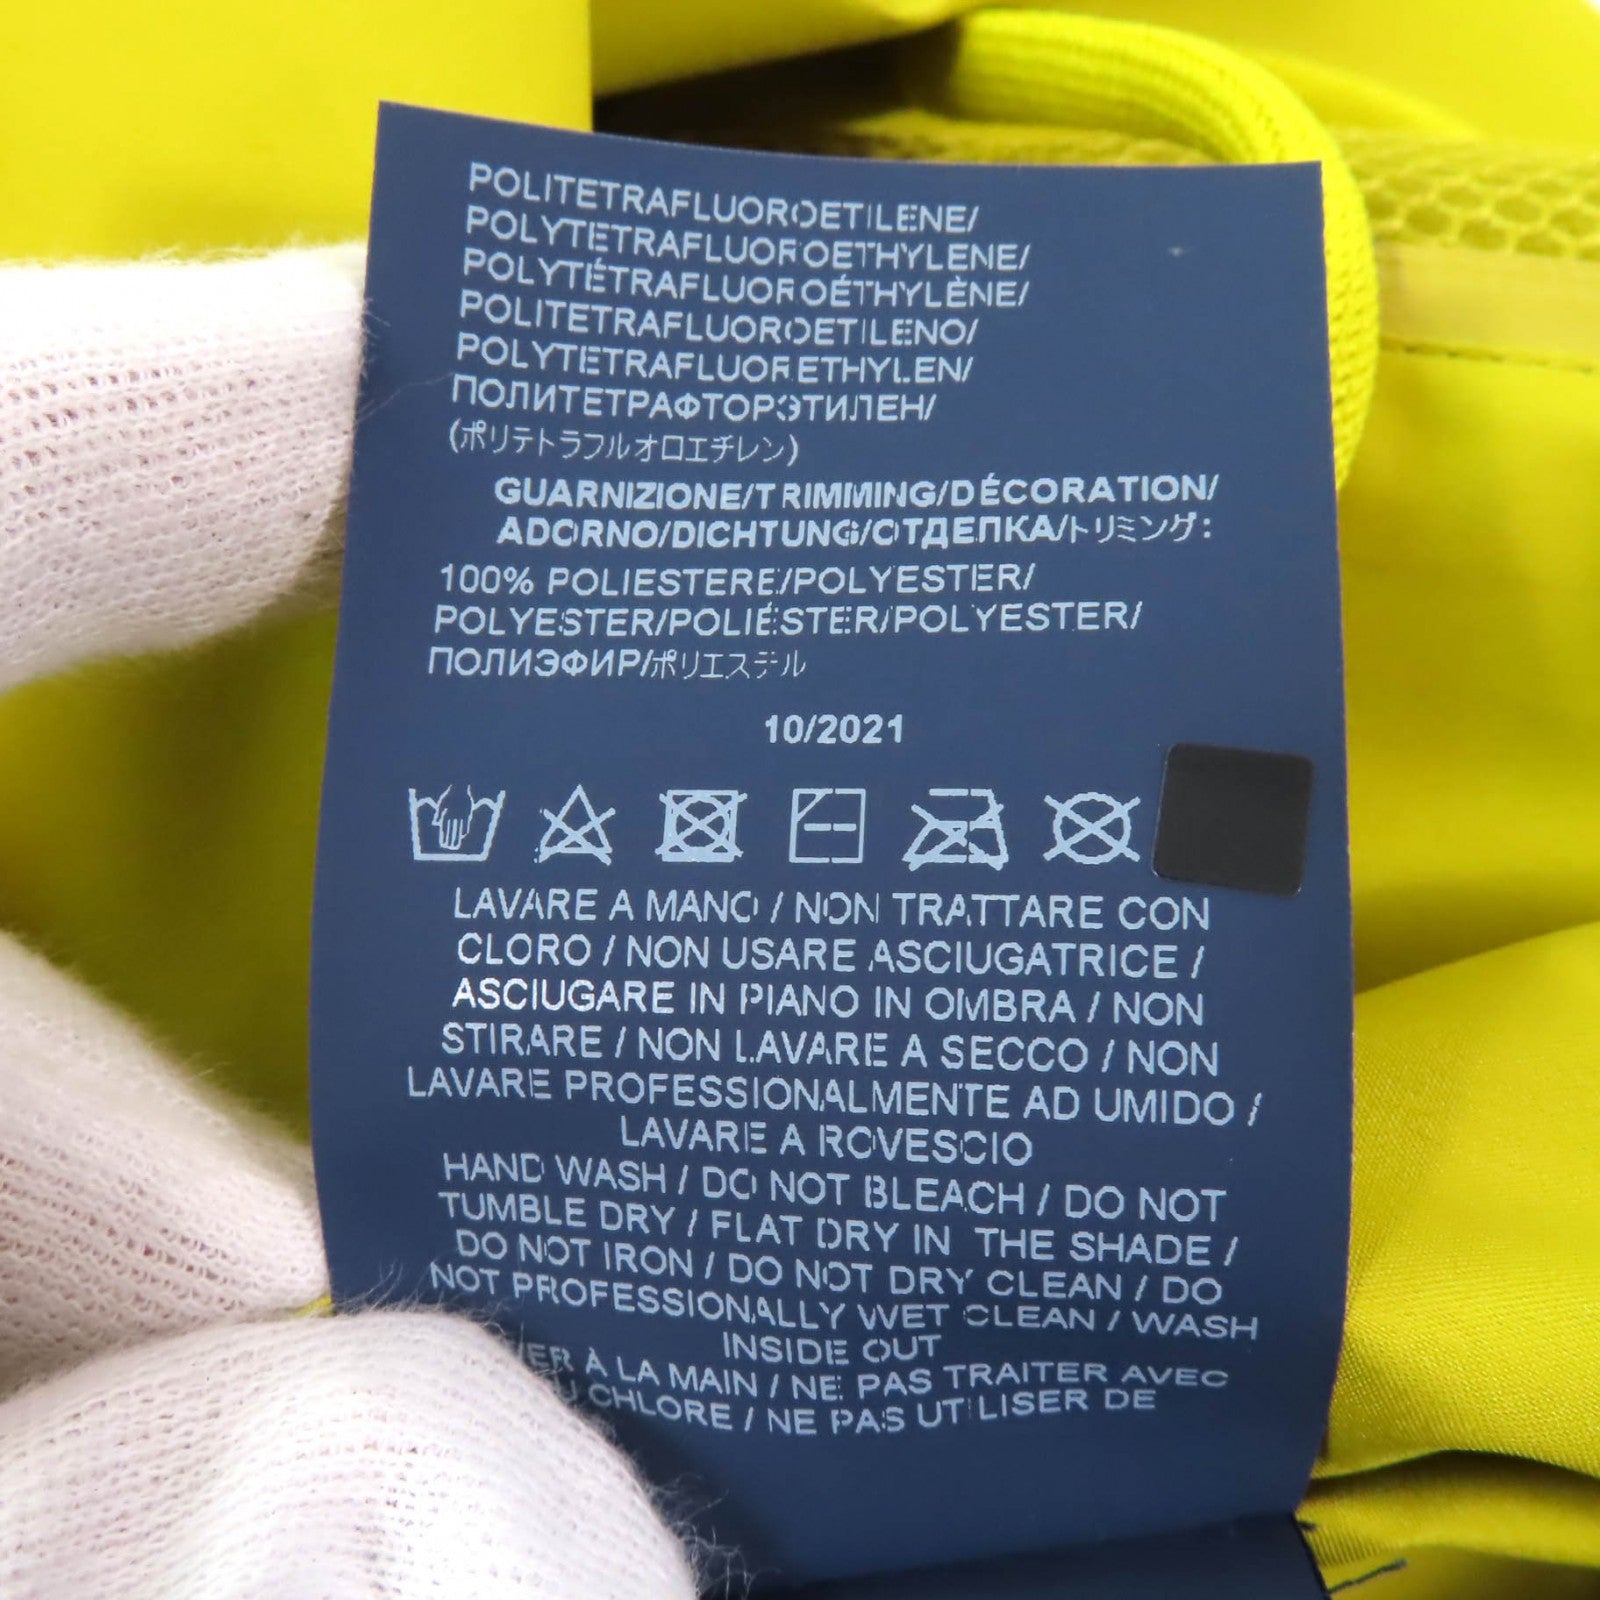 POLITETRAFLUOROETILENE/
POLYTETRAFLUOROETHYLENE/
POLYTÉTRAFLUOROÉTHYLÈNE/
POLITETRAFLUOROETILENO/
POLYTETRAFLUORETHYLEN/
ПОЛИТЕТРАФТОРЭТИЛЕН/
(ポリテトラフルオロエチレン)
GUARNIZIONE/TRIMMING/DÉCORATION/
ADORNO/DICHTUNG/ОТДЕЛКА/トリミング:
100% POLIESTERE/POLYESTER/
POLYESTER/POLIÉSTER/POLYESTER/
ПОЛИЭФИР/ポリエステル
10/2021
LAVARE A MANO / NON TRATTARE CON
CLORO / NON USARE ASCIUGATRICE /
ASCIUGARE IN PIANO IN OMBRA / NON
STIRARE / NON LAVARE A SECCO / NON
LAVARE PROFESSIONALMENTE AD UMIDO /
LAVARE A ROVESCIO
HAND WASH / DO NOT BLEACH / DO NOT
TUMBLE DRY / FLAT DRY IN THE SHADE /
DO NOT IRON / DO NOT DRY CLEAN / DO
NOT PROFESSIONALLY WET CLEAN / WASH
INSIDE OUT
À LA MAIN / NE PAS TRAITER AVEC
CHLORE / NE PAS UTILISER DE